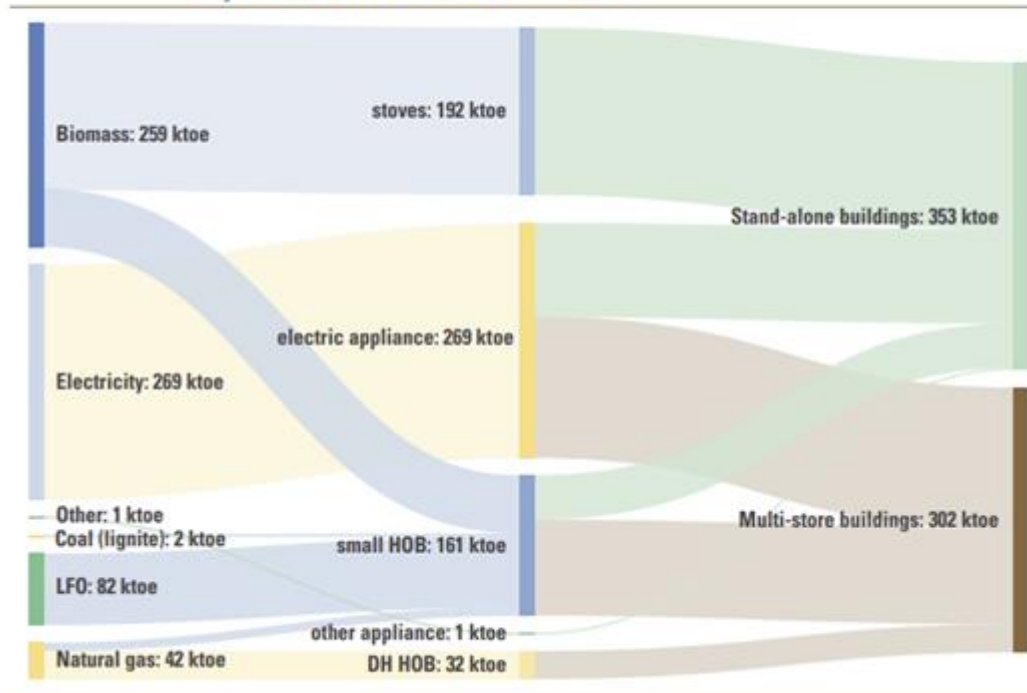 stoves: 192 ktoe
Biomass: 259 ktoe
Stand-alone buildings: 353 ktoe
electric appliance: 269 ktoe
Electricity: 269 ktoe
Other: 1 ktoe
Coal (lignite): 2 ktoe
Multi-store buildings: 302 ktoe
small HOB: 161 ktoe
LFO: 82 ktoe
other appliance: 1 ktoe
Natural gas: 42 ktoe
DH HOB: 32 ktoe